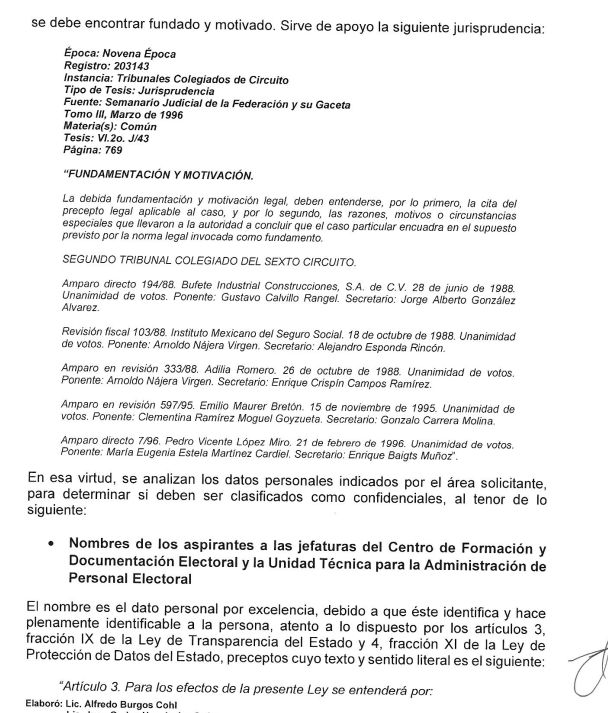 se debe encontrar fundado y motivado. Sirve de apoyo la siguiente jurisprudencia:
Época: Novena Época
Registro: 203143
Instancia: Tribunales Colegiados de Circuito
Tipo de Tesis: Jurisprudencia
Fuente: Semanario Judicial de la Federación y su Gaceta
Tomo III, Marzo de 1996
Materia(s): Común
Tesis: VI.2o. J/43
Página: 769
“FUNDAMENTACIÓN Y MOTIVACIÓN.
La debida fundamentación y motivación legal, deben entenderse, por lo primero, la cita del
precepto legal aplicable al caso, y por lo segundo, las razones, motivos o circunstancias
especiales que llevaron a la autoridad a concluir que el caso particular encuadra en el supuesto
previsto por la norma legal invocada como fundamento.
SEGUNDO TRIBUNAL COLEGIADO DEL SEXTO CIRCUITO.
Amparo directo 194/88. Bufete Industrial Construcciones, S.A. de C.V. 28 de junio de 1988.
Unanimidad de votos. Ponente: Gustavo Calvillo Rangel. Secretario: Jorge Alberto González
Alvarez.
Revisión fiscal 103/88. Instituto Mexicano del Seguro Social. 18 de octubre de 1988. Unanimidad
de votos. Ponente: Arnoldo Nájera Virgen. Secretario: Alejandro Esponda Rincón.
Amparo en revisión 333/88. Adilia Romero. 26 de octubre de 1988. Unanimidad de votos.
Ponente: Arnoldo Nájera Virgen. Secretario: Enrique Crispín Campos Ramírez.
Amparo en revisión 597/95. Emilio Maurer Bretón. 15 de noviembre de 1995. Unanimidad de
votos. Ponente: Clementina Ramírez Moguel Goyzueta. Secretario: Gonzalo Carrera Molina.
Amparo directo 7/96. Pedro Vicente López Miro. 21 de febrero de 1996. Unanimidad de votos.
Ponente: María Eugenia Estela Martínez Cardiel. Secretario: Enrique Baigts Muñoz”.
En esa virtud, se analizan los datos personales indicados por el área solicitante,
para determinar si deben ser clasificados como confidenciales, al tenor de lo
siguiente:
• Nombres de los aspirantes a las jefaturas del Centro de Formación y
Documentación Electoral y la Unidad Técnica para la Administración de
Personal Electoral
El nombre es el dato personal por excelencia, debido a que éste identifica y hace
plenamente identificable a la persona, atento a lo dispuesto por los artículos 3,
fracción IX de la Ley de Transparencia del Estado y 4, fracción XI de la Ley de
Protección de Datos del Estado, preceptos cuyo texto y sentido literal es el siguiente:
“Artículo 3. Para los efectos de la presente Ley se entenderá por:
Elaboró: Lic. Alfredo Burgos Cohl